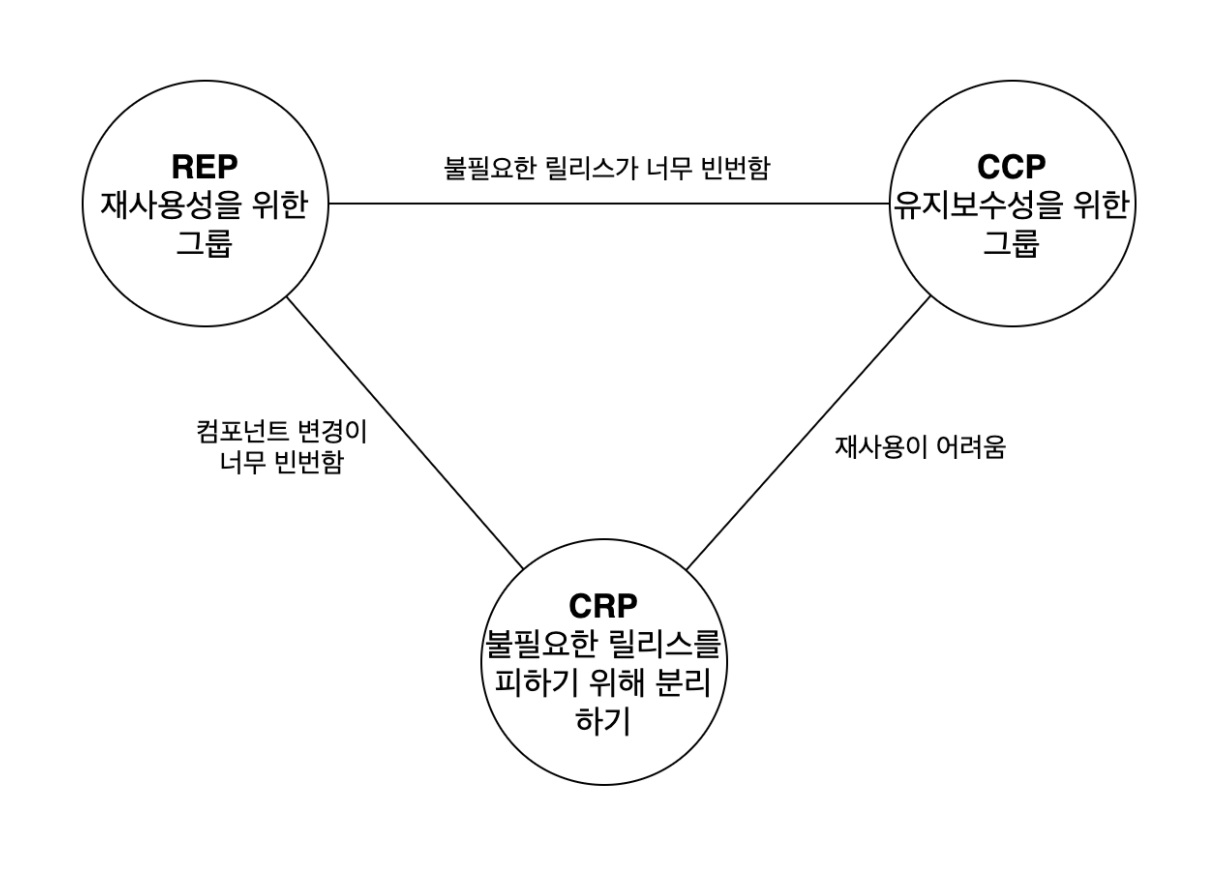 REP
재사용성을 위한
그룹
불필요한 릴리스가 너무 빈번함
CCP
유지보수성을 위한
그룹
컴포넌트 변경이
너무 빈번함
재사용이 어려움
CRP
불필요한 릴리스를
피하기 위해 분리
하기